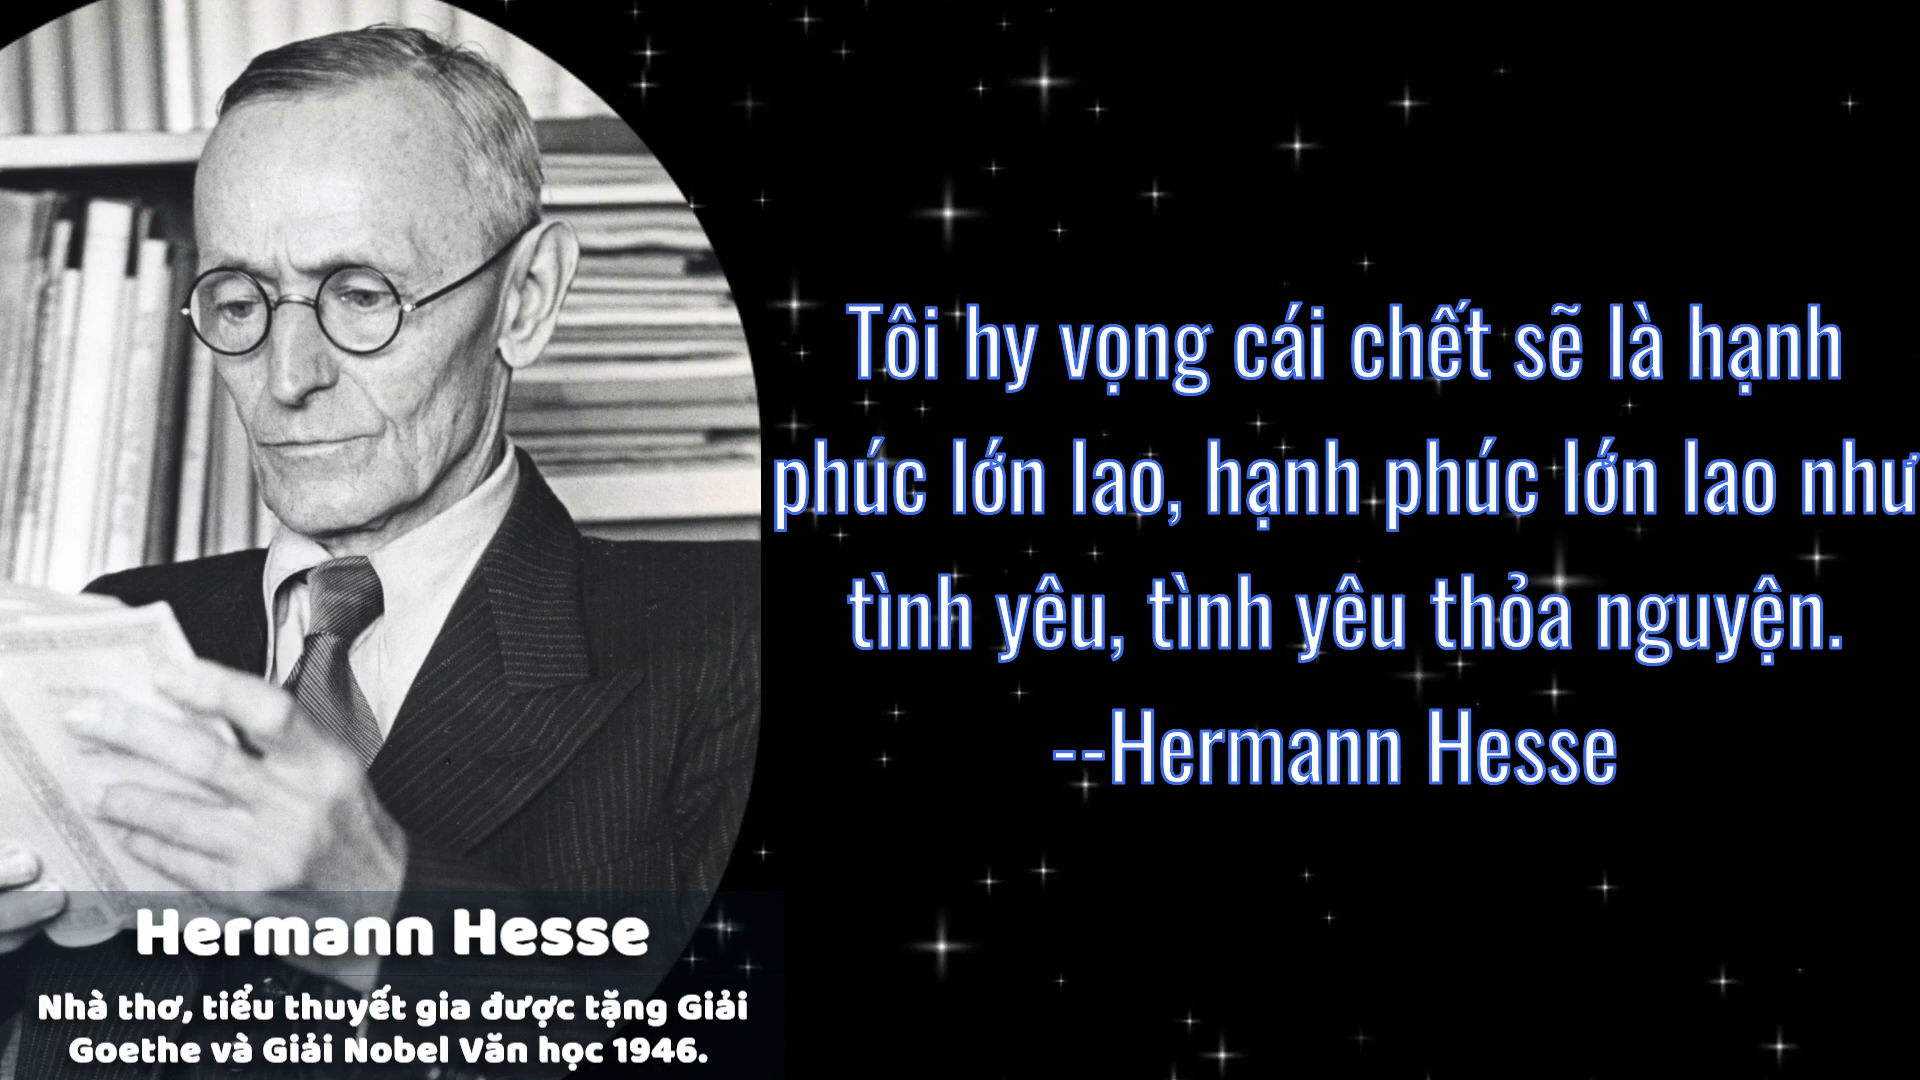 Tôi hy vọng cái chết sẽ là hạnh
phúc lớn lao, hạnh phúc lớn lao như
tình yêu, tình yêu thỏa nguyện.
--Hermann Hesse
Hermann Hesse
Nhà thơ, tiểu thuyết gia được tặng Giải
Goethe và Giải Nobel Văn học 1946.